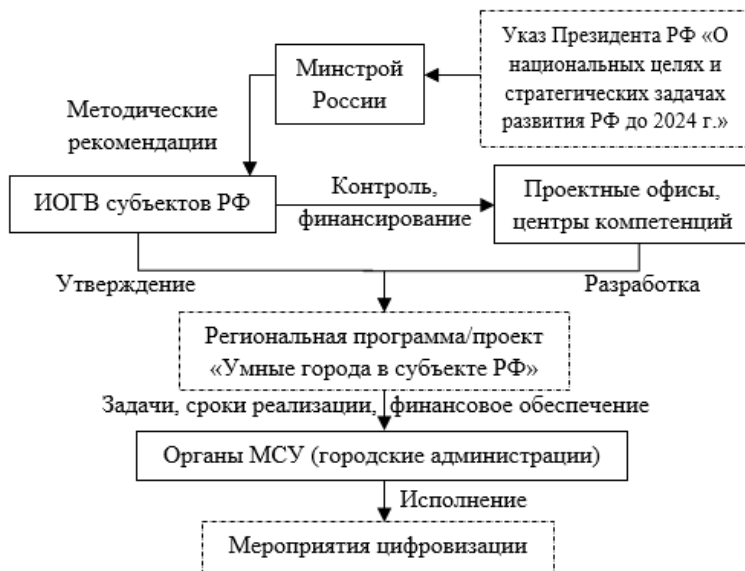 Указ Президента РФ «О
национальных целях и
стратегических задачах
развития РФ до 2024 г.»
Минстрой
России
Методические
рекомендации
ИОГВ субъектов РФ
Контроль,
финансирование
Проектные офисы,
центры компетенций
Утверждение
Разработка
Региональная программа/проект
«Умные города в субъекте РФ»
Задачи, сроки реализации, финансовое обеспечение
Органы МСУ (городские администрации)
Исполнение
Мероприятия цифровизации